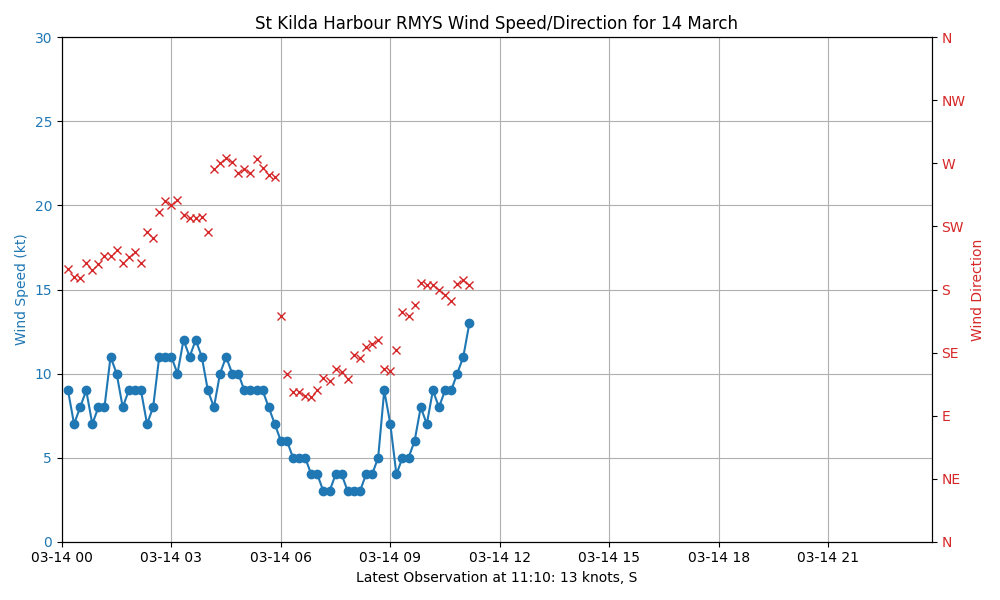 St Kilda Harbour RMYS Wind Speed/Direction for 14 March
Wind Speed (kt)
30
25
20
15
10
5
0
N
NW
W
SW
S
SE
E
NE
N
Wind Direction
03-14 00 03-14 03 03-14 06 03-14 09 03-14 12 03-14 15 03-14 18 03-14 21
Latest Observation at 11:10: 13 knots, S